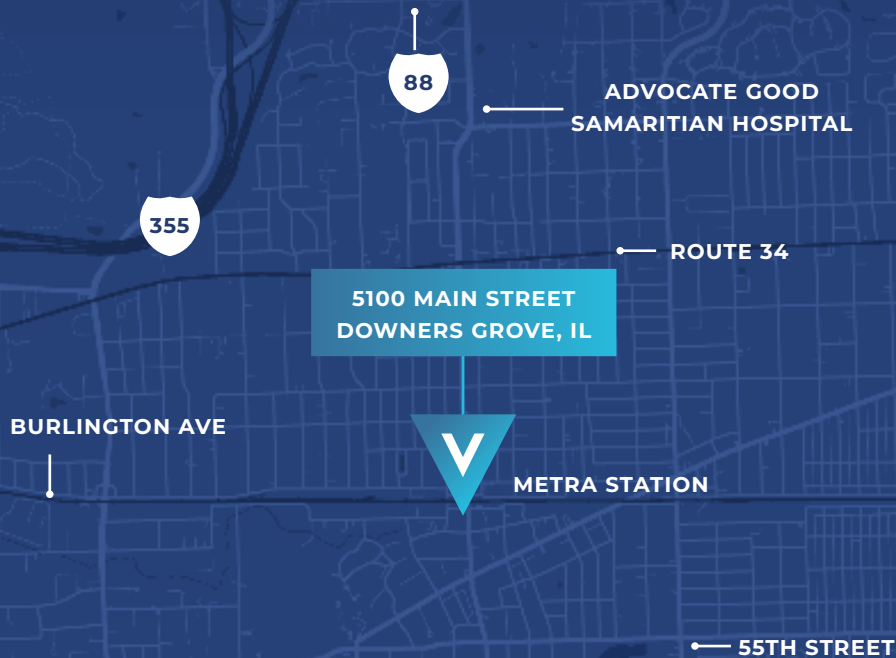 88
ADVOCATE GOOD
SAMARITIAN HOSPITAL
355
ROUTE 34
5100 MAIN STREET
DOWNERS GROVE, IL
BURLINGTON AVE
V
METRA STATION
55TH STREET